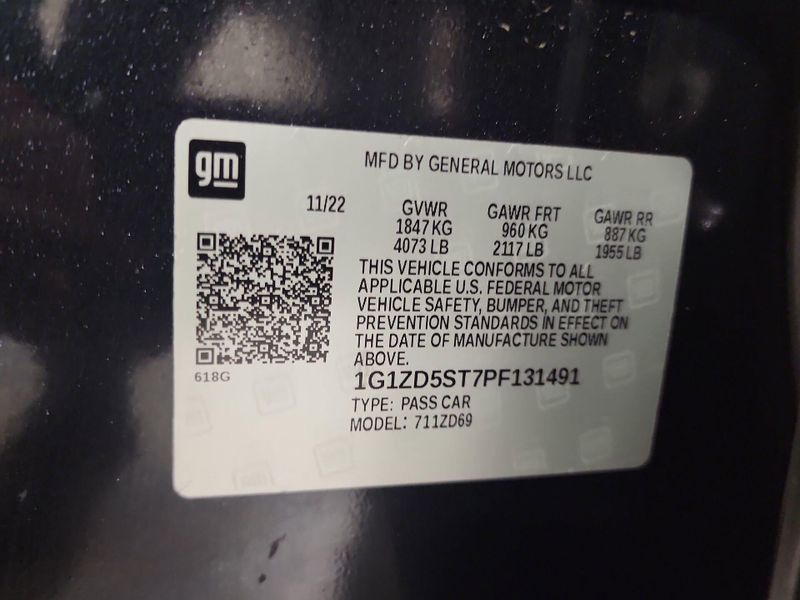 gm
MFD BY GENERAL MOTORS LLC
11/22 GVWR GAWR FRT GAWR RR
1847 KG 960 KG 887 KG
4073 LB 2117 LB 1955 LB
THIS VEHICLE CONFORMS TO ALL
APPLICABLE U.S. FEDERAL MOTOR
VEHICLE SAFETY, BUMPER, AND THEFT
PREVENTION STANDARDS IN EFFECT ON
THE DATE OF MANUFACTURE SHOWN
ABOVE.
618G
1G1ZD5ST7PF131491
TYPE: PASS CAR
MODEL: 711ZD69